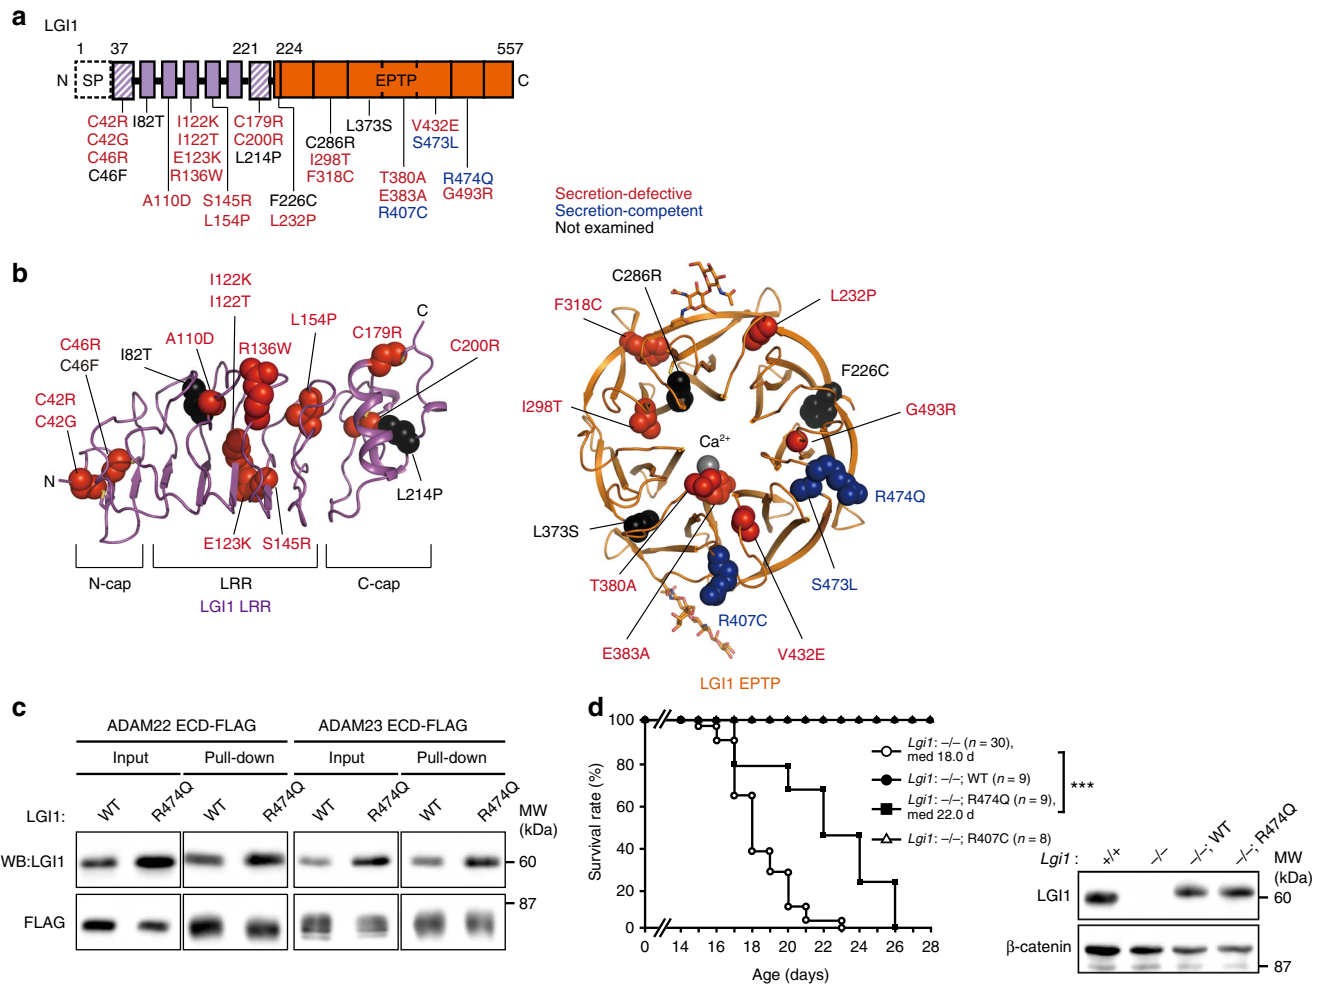 a
LGI1
1 37 221 224 557
N SP EPTP C
C42R I82T I122K C179R V432E
C42G I122T C200R L373S S473L
C46R E123K L214P C286R
C46F R136W I298T
F318C T380A R474Q
A110D S145R F226C E383A G493R
L154P L232P R407C
Secretion-defective
Secretion-competent
Not examined
b
I122K
I122T
C46R
C46F
I82T
A110D
R136W
L154P
C179R
C
C200R
C42R
C42G
N
L214P
E123K S145R
N-cap LRR C-cap
LGI1 LRR
C286R
F318C
L232P
F226C
I298T
G493R
Ca2+
R474Q
L373S
T380A
S473L
R407C
E383A
V432E
LGI1 EPTP
c
ADAM22 ECD-FLAG ADAM23 ECD-FLAG
Input Pull-down Input Pull-down
LGI1: WT R474Q WT R474Q WT R474Q WT R474Q MW (kDa)
WB:LGI1 60
87
FLAG
d
Survival rate (%)
100
80
60
40
20
0
0 14 16 18 20 22 24 26 28
Age (days)
Lgi1: –/– (n = 30),
med 18.0 d
Lgi1: –/–; WT (n = 9)
Lgi1: –/–; R474Q (n = 9),
med 22.0 d
Lgi1: –/–; R407C (n = 8)
***
Lgi1 : +/+ –/– –/–; WT –/–; R474Q MW (kDa)
LGI1 60
β-catenin
87